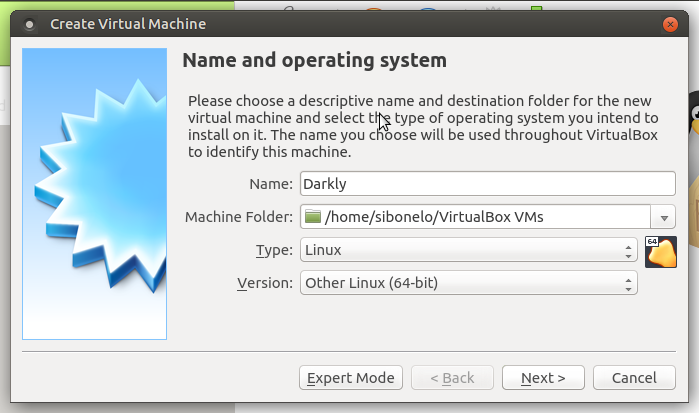 Create Virtual Machine
Name and operating system
Please choose a descriptive name and destination folder for the new
virtual machine and select the type of operating system you intend to
install on it. The name you choose will be used throughout VirtualBox
to identify this machine.
Name: Darkly
Machine Folder: /home/sibonelo/VirtualBox VMs
Type: Linux
64
Version: Other Linux (64-bit)
Expert Mode < Back Next > Cancel